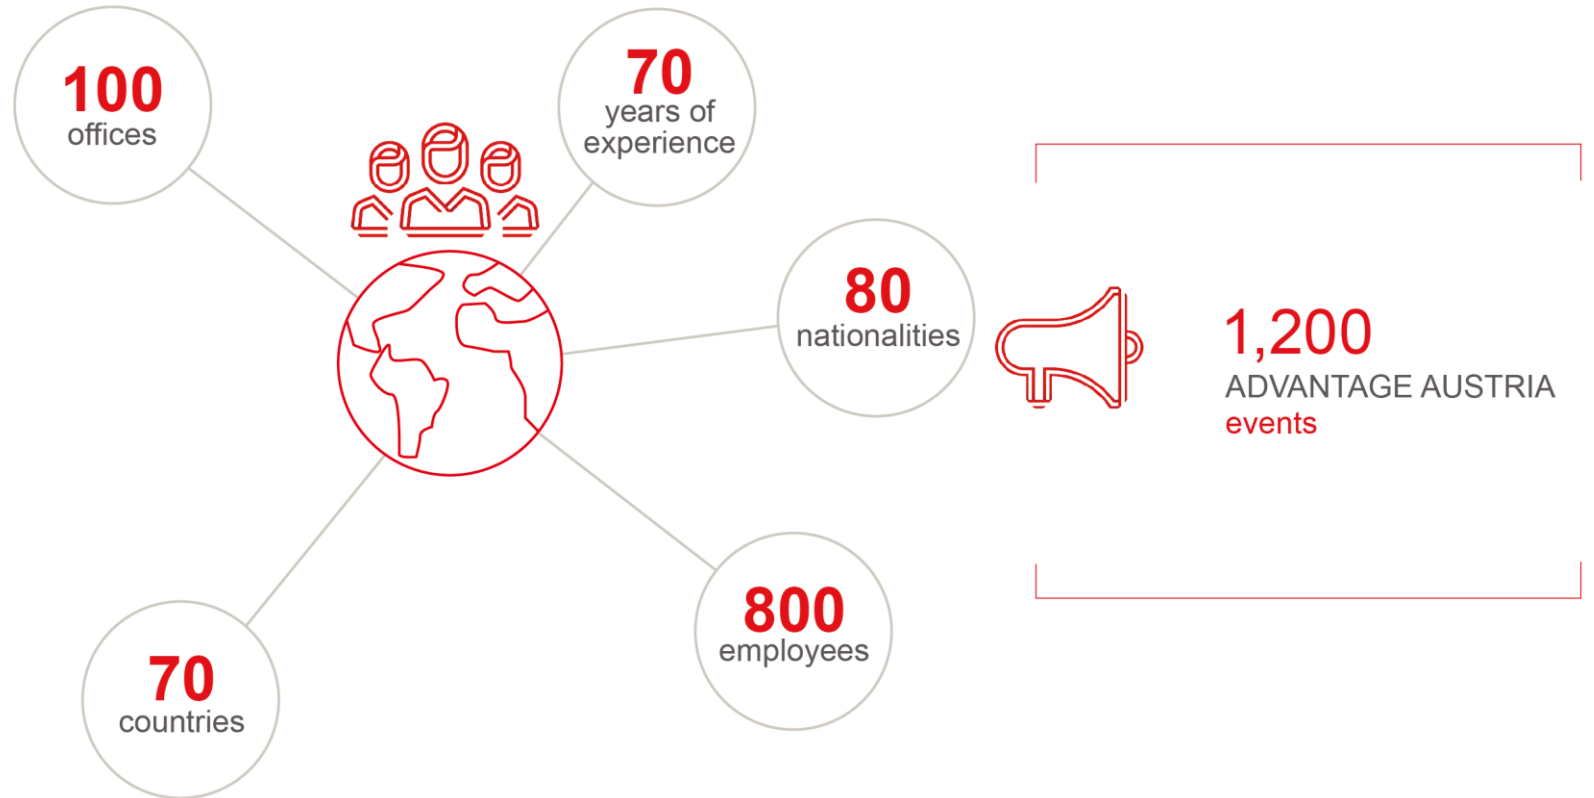 100
offices
70
years of
experience
80
nationalities
800
employees
70
countries
1,200
ADVANTAGE AUSTRIA
events